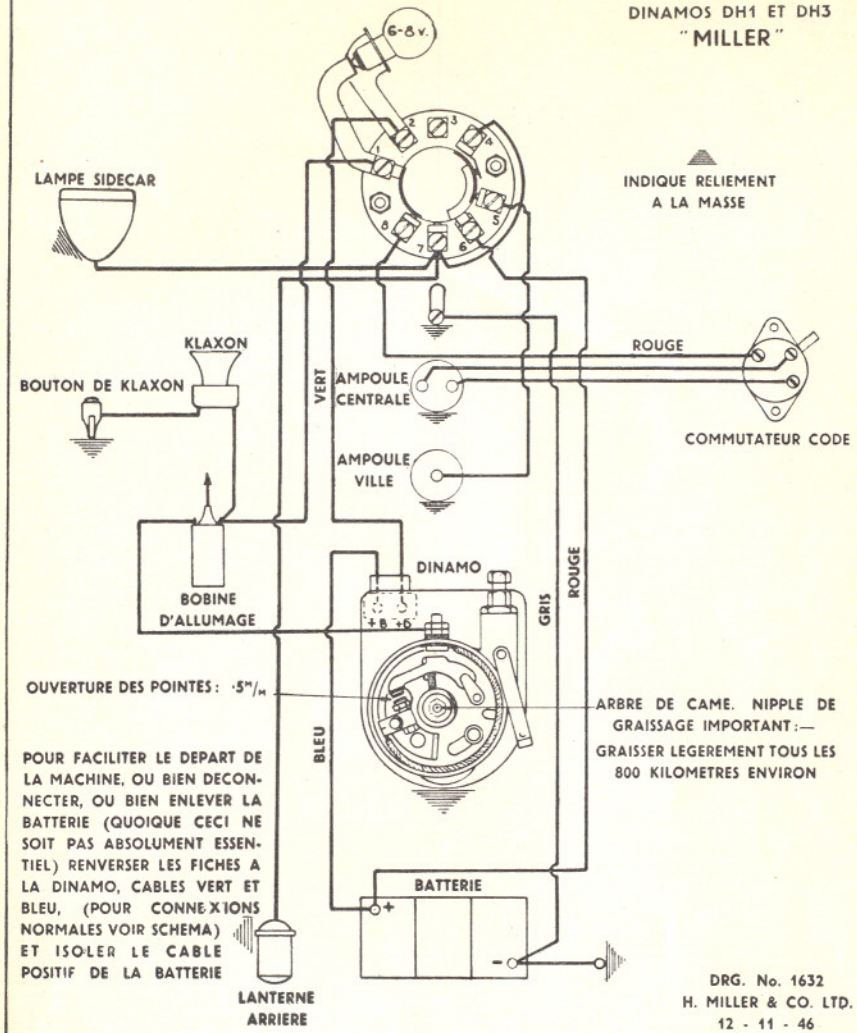 DINAMOS DH1 ET DH3
"MILLER"
6-8 v.
2
3
4
1
5
8
7
6
LAMPE SIDECAR
INDIQUE RELIEMENT
A LA MASSE
KLAXON
BOUTON DE KLAXON
VERT
AMPOULE
CENTRALE
ROUGE
COMMUTATEUR CODE
AMPOULE
VILLE
BOBINE
D'ALLUMAGE
DINAMO
+B +D
GRIS
ROUGE
OUVERTURE DES POINTES: ·5ᴹ/ᴍ
ARBRE DE CAME. NIPPLE DE
GRAISSAGE IMPORTANT:—
GRAISSER LEGEREMENT TOUS LES
800 KILOMETRES ENVIRON
BLEU
POUR FACILITER LE DEPART DE
LA MACHINE, OU BIEN DECON-
NECTER, OU BIEN ENLEVER LA
BATTERIE (QUOIQUE CECI NE
SOIT PAS ABSOLUMENT ESSEN-
TIEL) RENVERSER LES FICHES A
LA DINAMO, CABLES VERT ET
BLEU, (POUR CONNEXIONS
NORMALES VOIR SCHEMA)
ET ISOLER LE CABLE
POSITIF DE LA BATTERIE
BATTERIE
+
-
LANTERNE
ARRIERE
DRG. No. 1632
H. MILLER & CO. LTD.
12 - 11 - 46